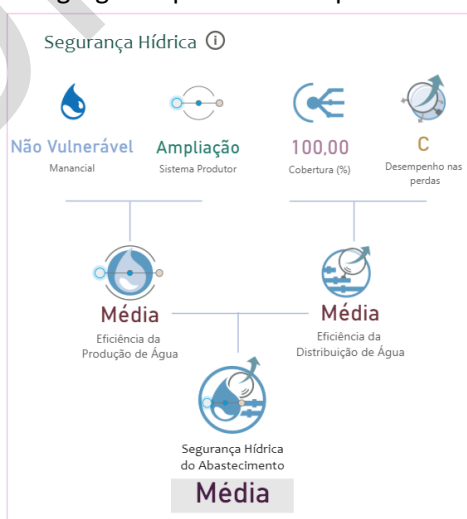 Segurança Hídrica
Não Vulnerável
Manancial
Ampliação
Sistema Produtor
100,00
Cobertura (%)
C
Desempenho nas
perdas
Média
Eficiência da
Produção de Água
Média
Eficiência da
Distribuição de Água
Segurança Hídrica
do Abastecimento
Média